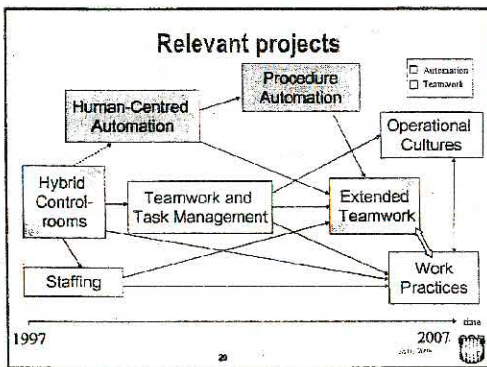 Relevant projects
Automation
Teamwork
Procedure
Automation
Human-Centred
Automation
Operational
Cultures
Hybrid
Control-
rooms
Teamwork and
Task Management
Extended
Teamwork
Staffing
Work
Practices
time
1997
2007
20